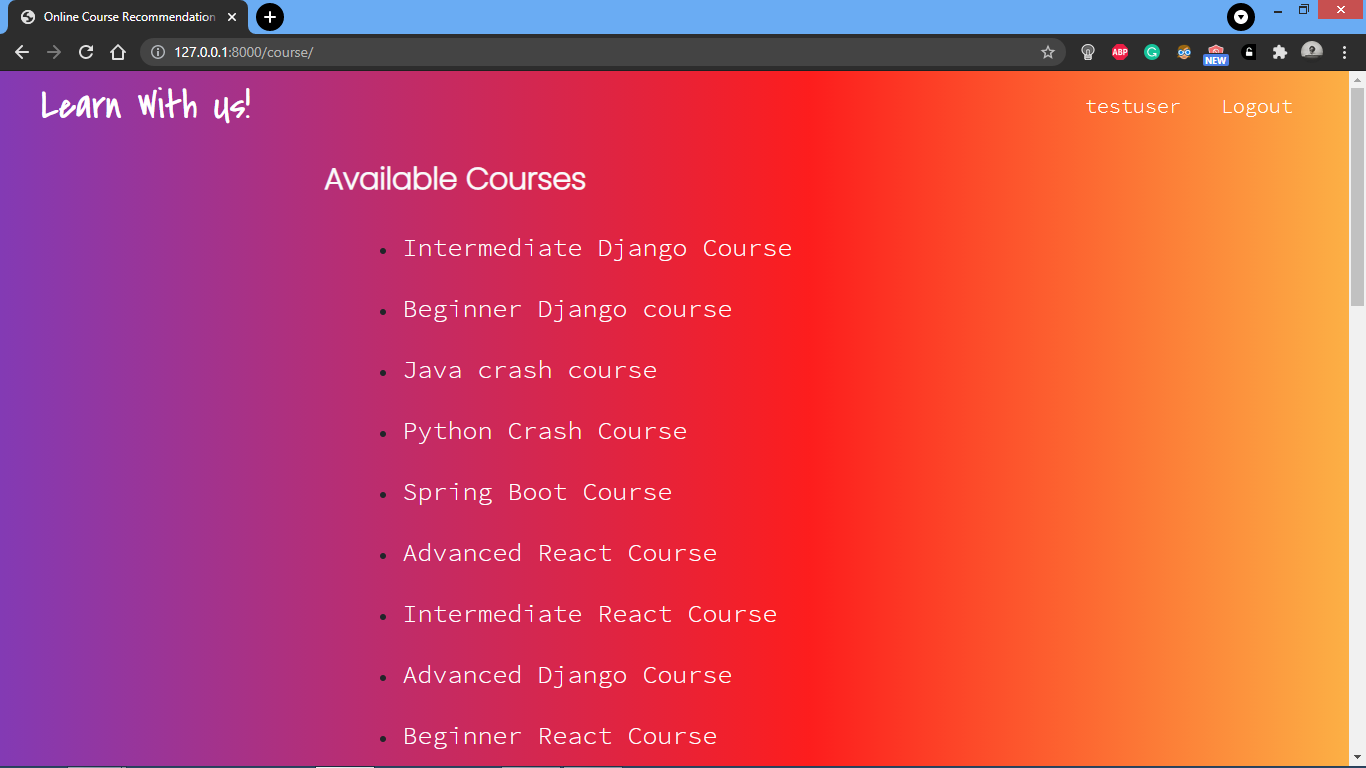 Online Course Recommendation
127.0.0.1:8000/course/
ABP
NEW
Learn With us!
testuser
Logout
Available Courses
Intermediate Django Course
Beginner Django course
Java crash course
Python Crash Course
Spring Boot Course
Advanced React Course
Intermediate React Course
Advanced Django Course
Beginner React Course